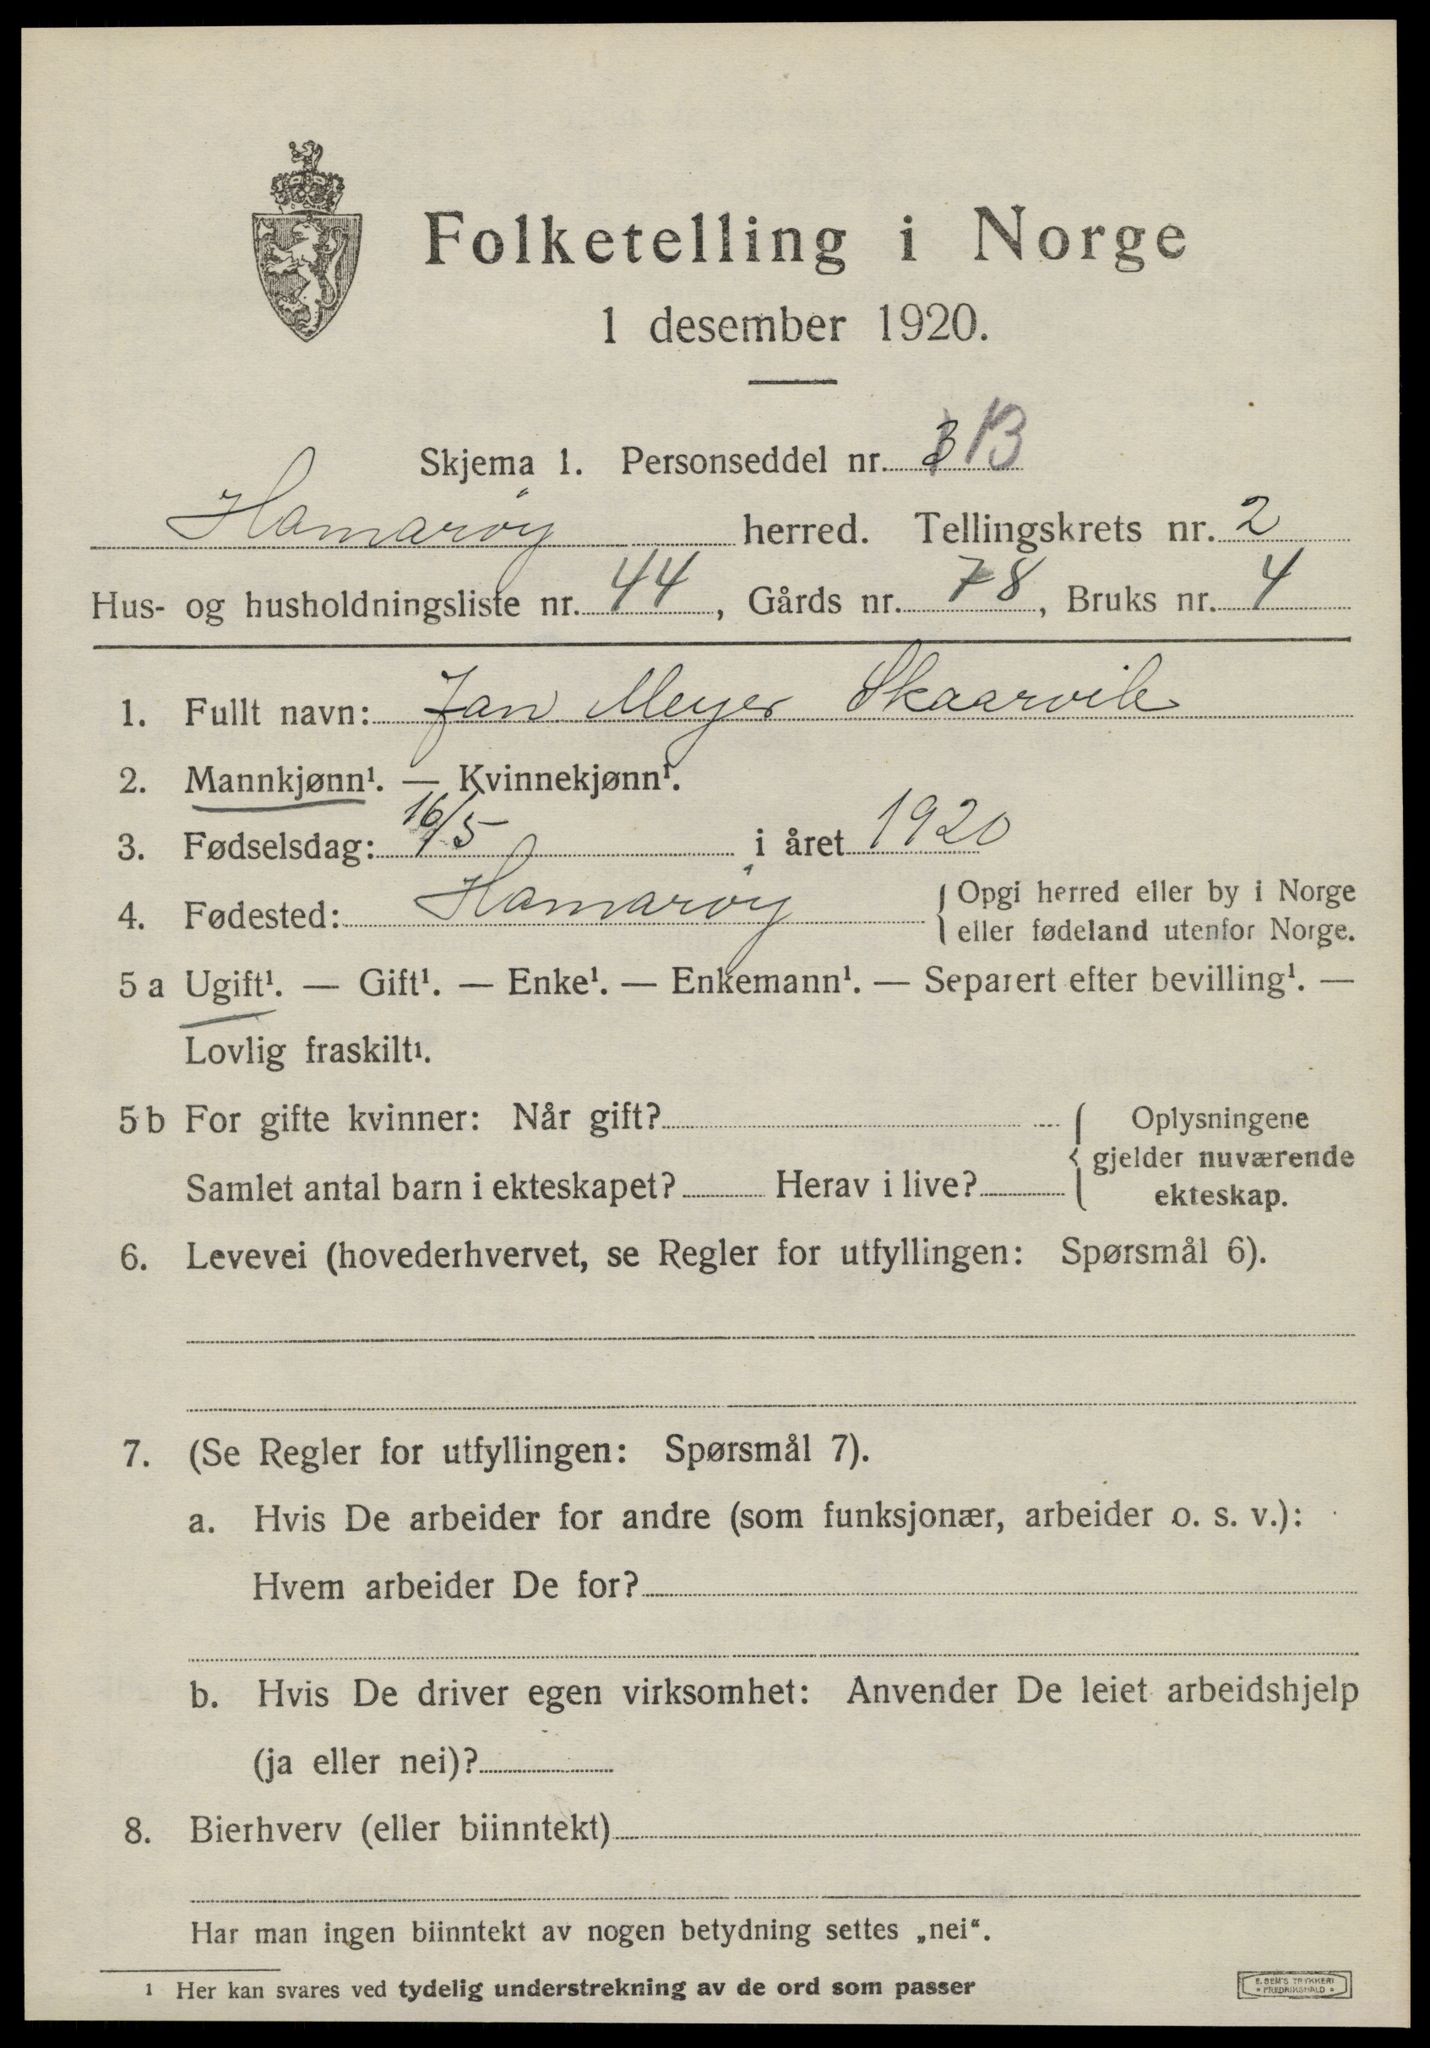 Folketelling i Norge
1 desember 1920.
Skjema 1. Personseddel nr. 3 13
Hamarøy herred. Tellingskrets nr. 2
Hus- og husholdningsliste nr. 44, Gårds nr. 78, Bruks nr. 4
1. Fullt navn: Jan Meyer Skaarvik
2. Mannkjønn¹. — Kvinnekjønn¹.
3. Fødselsdag: 16/5 i året 1920
4. Fødested: Hamarøy { Opgi herred eller by i Norge
eller fødeland utenfor Norge.
5 a Ugift¹. — Gift¹. — Enke¹. — Enkemann¹. — Separert efter bevilling¹. —
Lovlig fraskilt¹.
5 b For gifte kvinner: Når gift? { Oplysningene
gjelder nuværende
Samlet antal barn i ekteskapet? Herav i live? ekteskap.
6. Levevei (hovederhvervet, se Regler for utfyllingen: Spørsmål 6).
7. (Se Regler for utfyllingen: Spørsmål 7).
a. Hvis De arbeider for andre (som funksjonær, arbeider o. s. v.):
Hvem arbeider De for?
b. Hvis De driver egen virksomhet: Anvender De leiet arbeidshjelp
(ja eller nei)?
8. Bierhverv (eller biinntekt)
Har man ingen biinntekt av nogen betydning settes „nei“.
¹ Her kan svares ved tydelig understrekning av de ord som passer
E. SEM'S TRYKKERI
FREDRIKSHALD